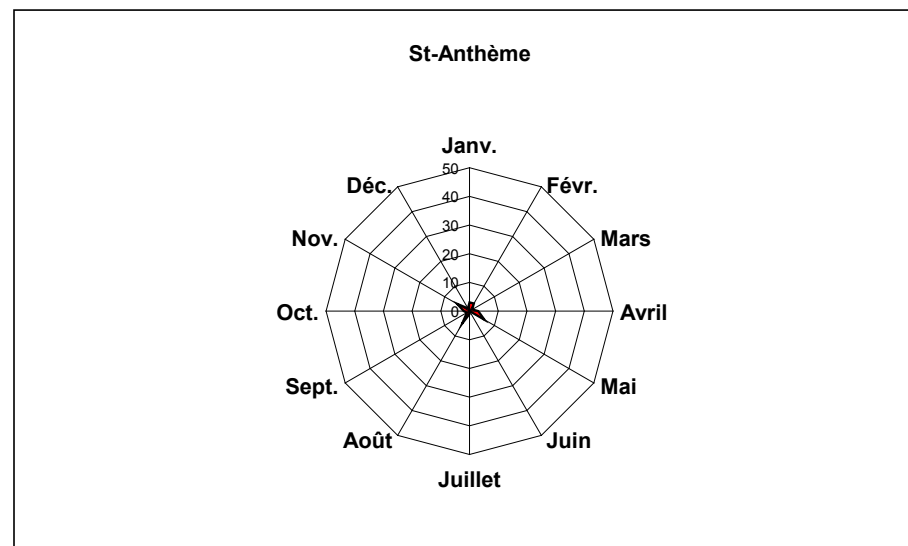 St-Anthème
Janv.
50
Déc.
Févr.
40
30
Nov.
Mars
20
10
Oct.
0
Avril
Sept.
Mai
Août
Juin
Juillet